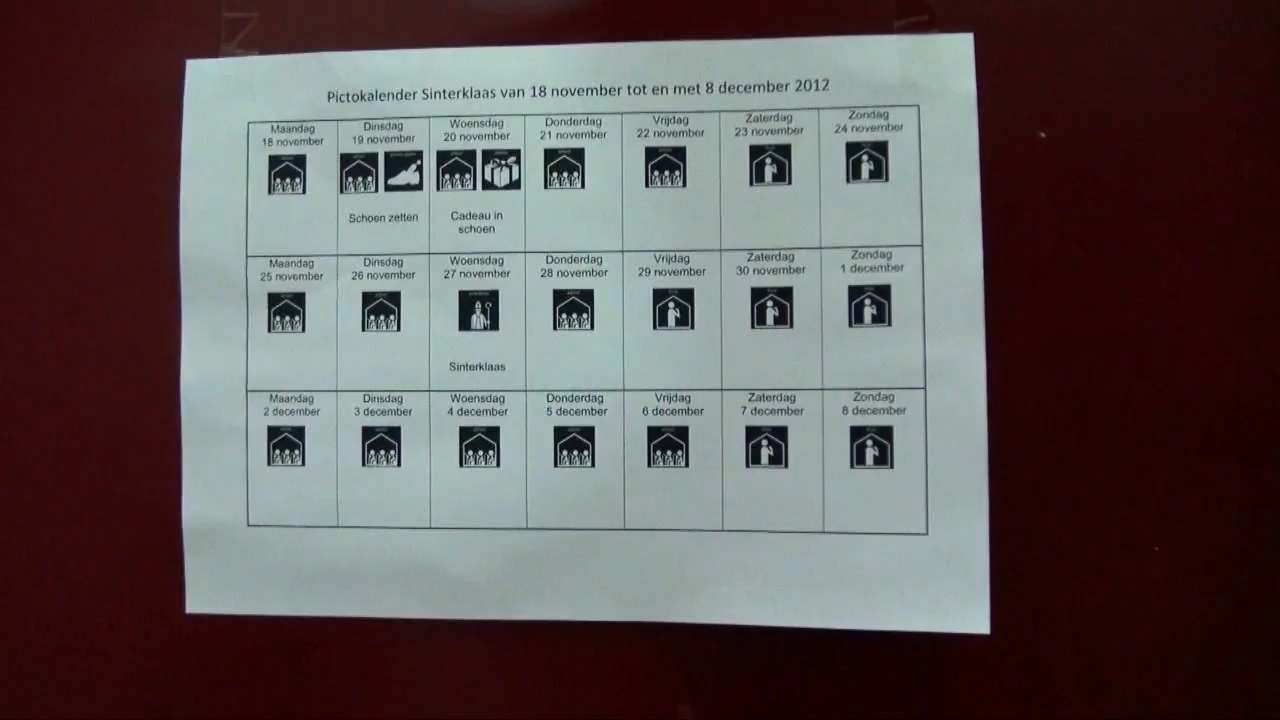 Pictokalender Sinterklaas van 18 november tot en met 8 december 2012
Maandag
18 november
Dinsdag
19 november
Schoen zetten
Woensdag
20 november
Cadeau in
schoen
Donderdag
21 november
Vrijdag
22 november
Zaterdag
23 november
Zondag
24 november
Maandag
25 november
Dinsdag
26 november
Woensdag
27 november
Sinterklaas
Donderdag
28 november
Vrijdag
29 november
Zaterdag
30 november
Zondag
1 december
Maandag
2 december
Dinsdag
3 december
Woensdag
4 december
Donderdag
5 december
Vrijdag
6 december
Zaterdag
7 december
Zondag
8 december